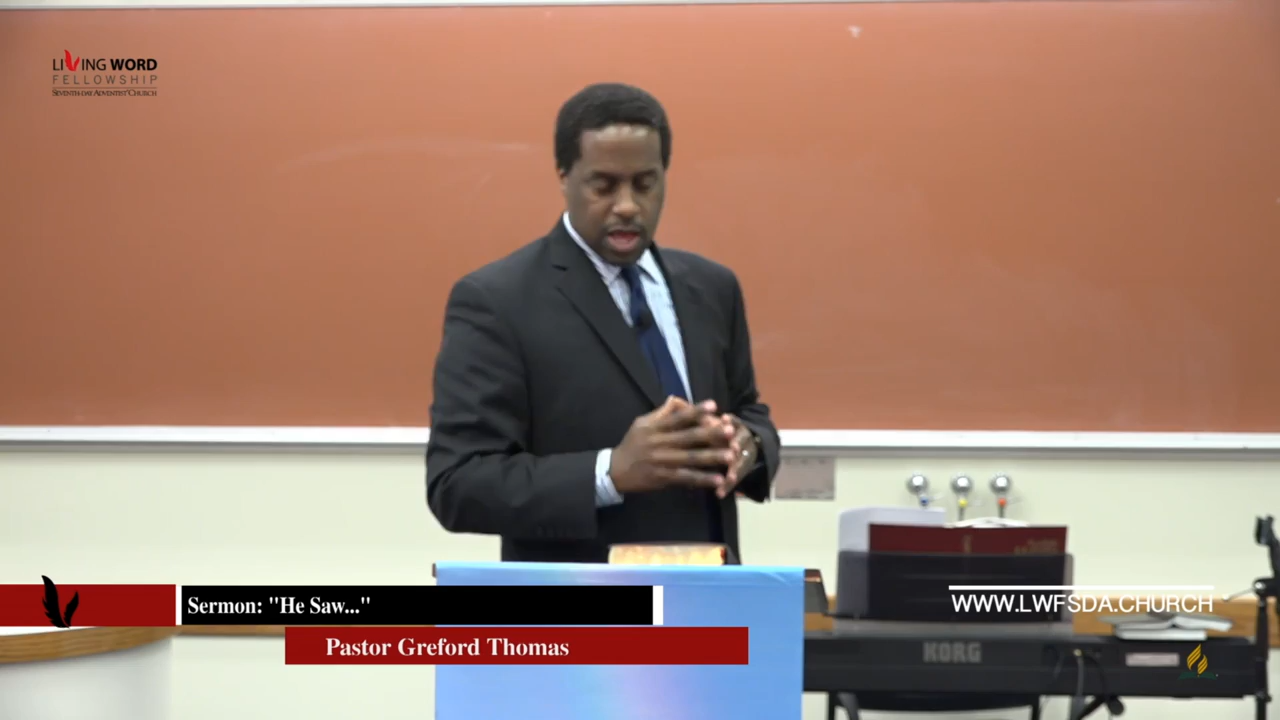 LIVING WORD
FELLOWSHIP
SEVENTH-DAY ADVENTIST CHURCH
Sermon: "He Saw..."
Pastor Greford Thomas
WWW.LWFSDA.CHURCH
KORG